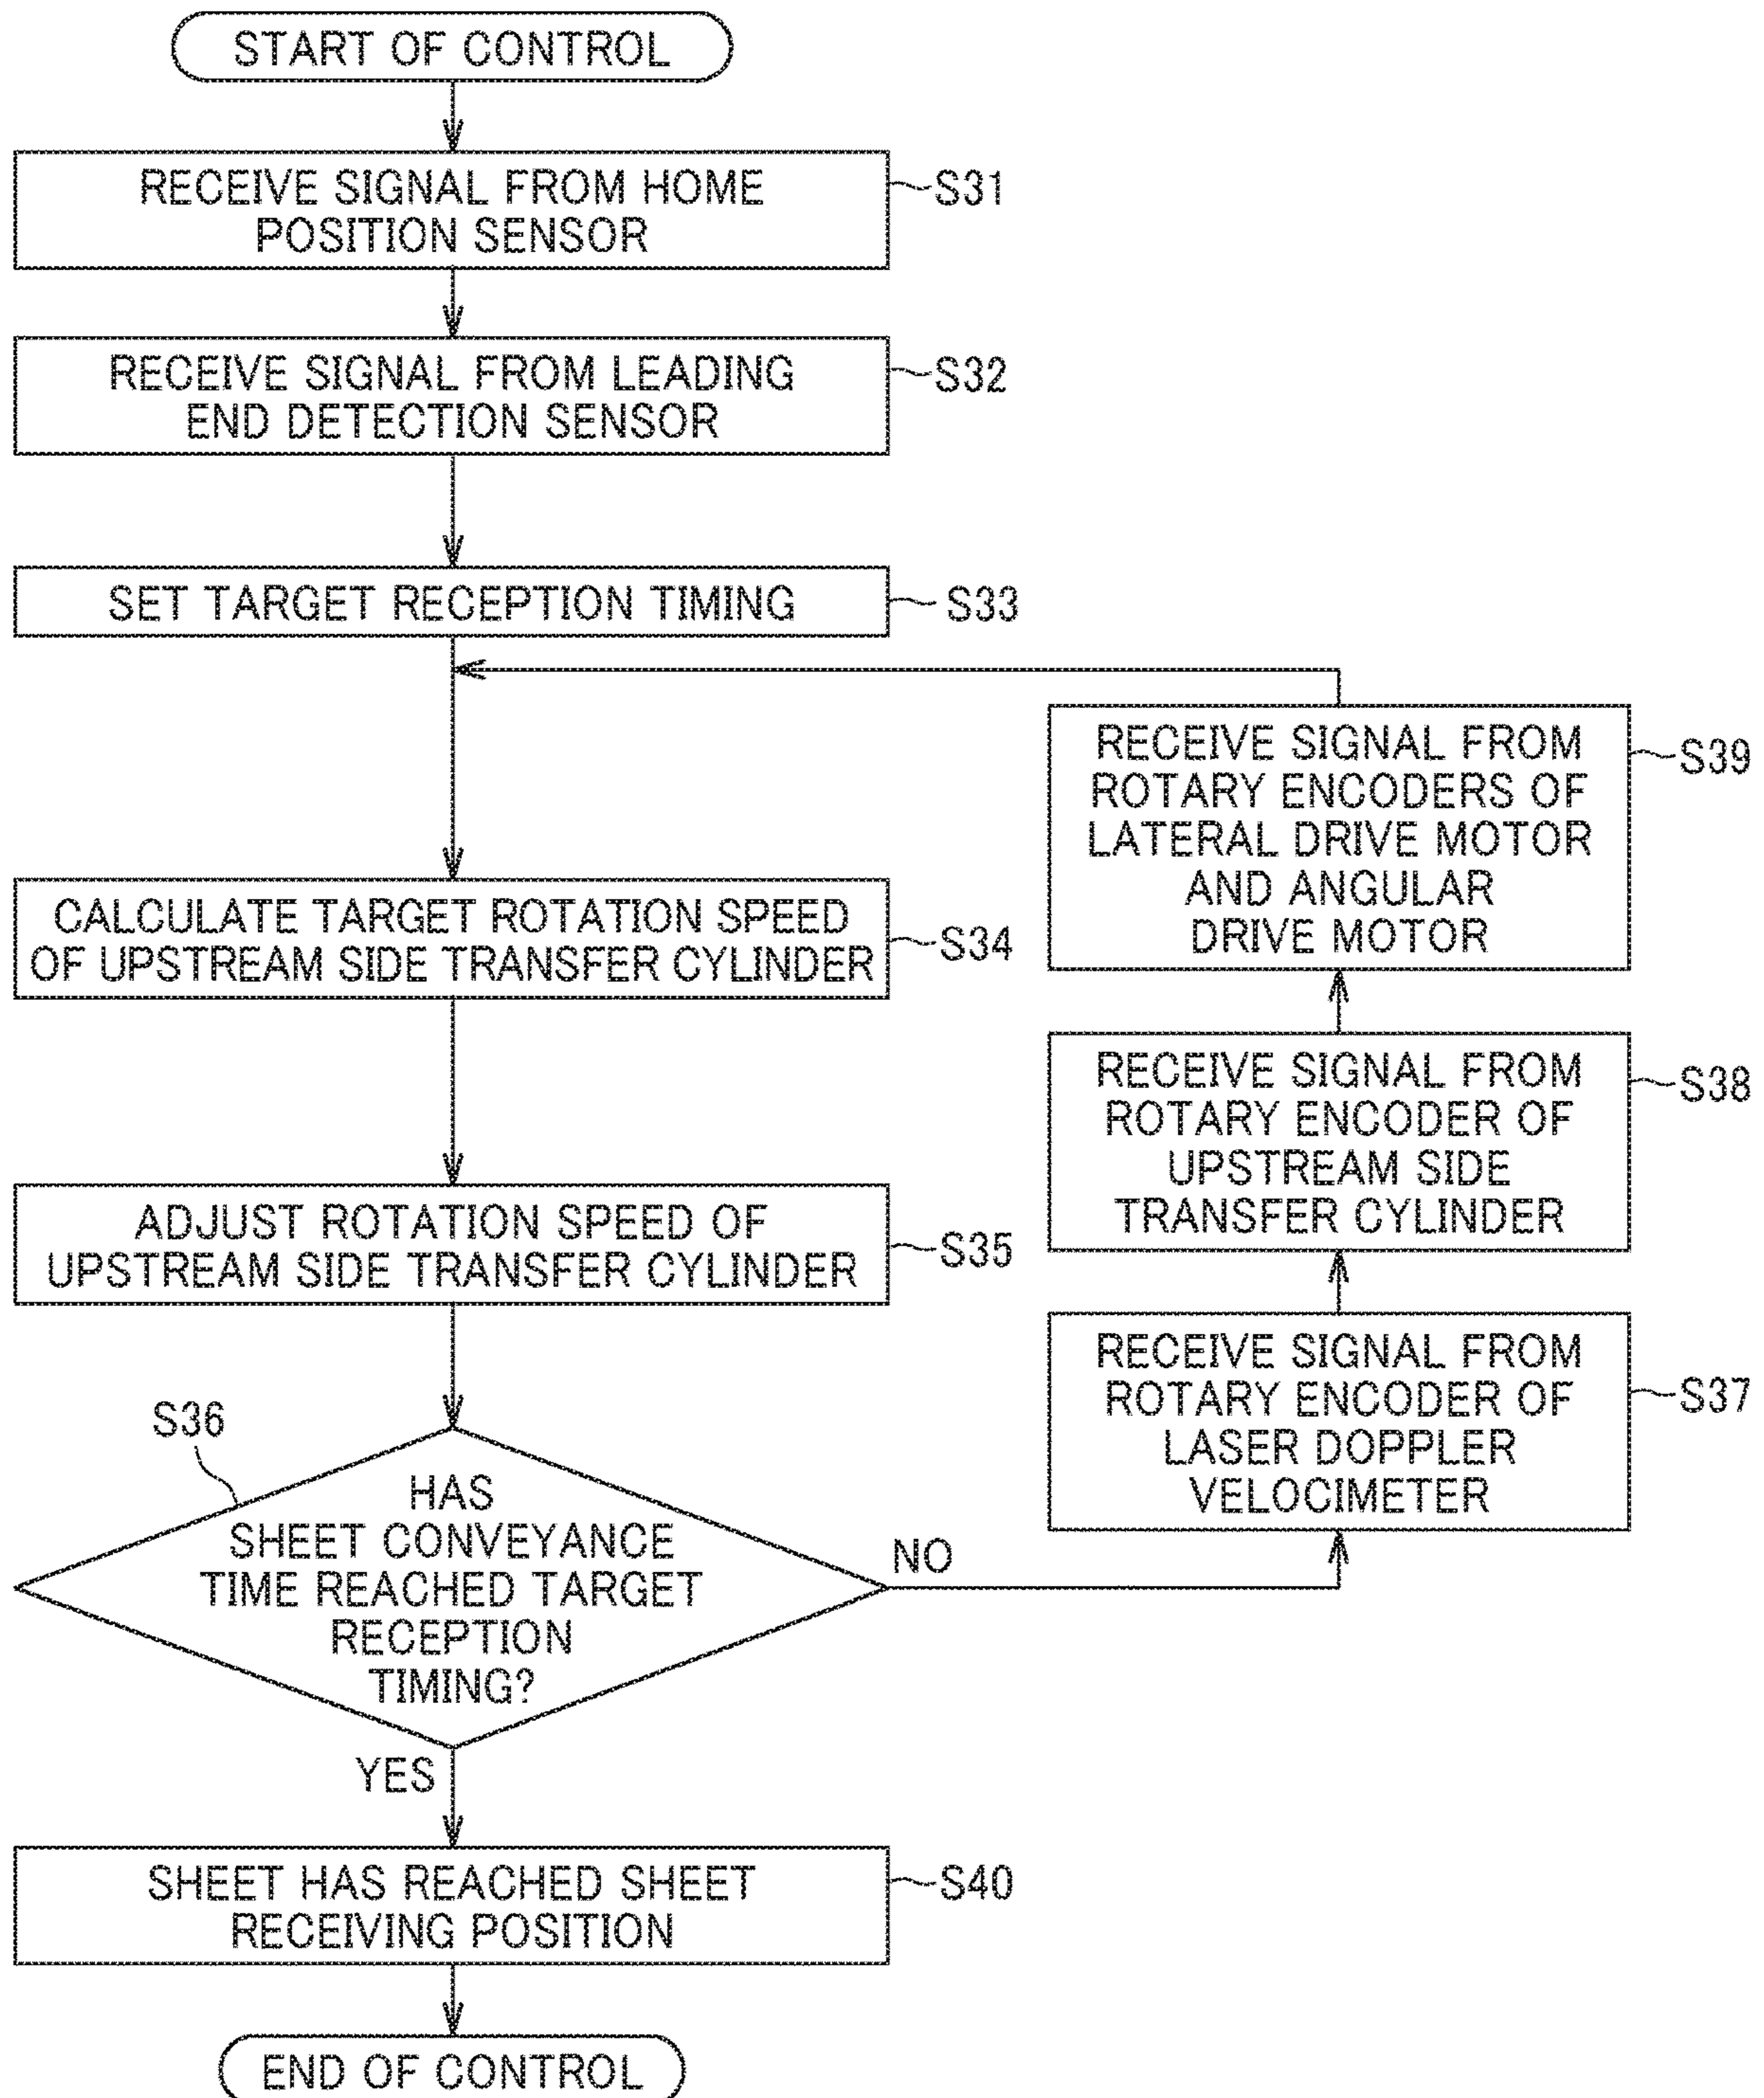 START OF CONTROL
RECEIVE SIGNAL FROM HOME
POSITION SENSOR
S31
RECEIVE SIGNAL FROM LEADING
END DETECTION SENSOR
S32
SET TARGET RECEPTION TIMING
S33
CALCULATE TARGET ROTATION SPEED
OF UPSTREAM SIDE TRANSFER CYLINDER
S34
ADJUST ROTATION SPEED OF
UPSTREAM SIDE TRANSFER CYLINDER
S35
S36
HAS
SHEET CONVEYANCE
TIME REACHED TARGET
RECEPTION
TIMING?
NO
RECEIVE SIGNAL FROM
ROTARY ENCODER OF
LASER DOPPLER
VELOCIMETER
S37
RECEIVE SIGNAL FROM
ROTARY ENCODER OF
UPSTREAM SIDE
TRANSFER CYLINDER
S38
RECEIVE SIGNAL FROM
ROTARY ENCODERS OF
LATERAL DRIVE MOTOR
AND ANGULAR
DRIVE MOTOR
S39
YES
SHEET HAS REACHED SHEET
RECEIVING POSITION
S40
END OF CONTROL